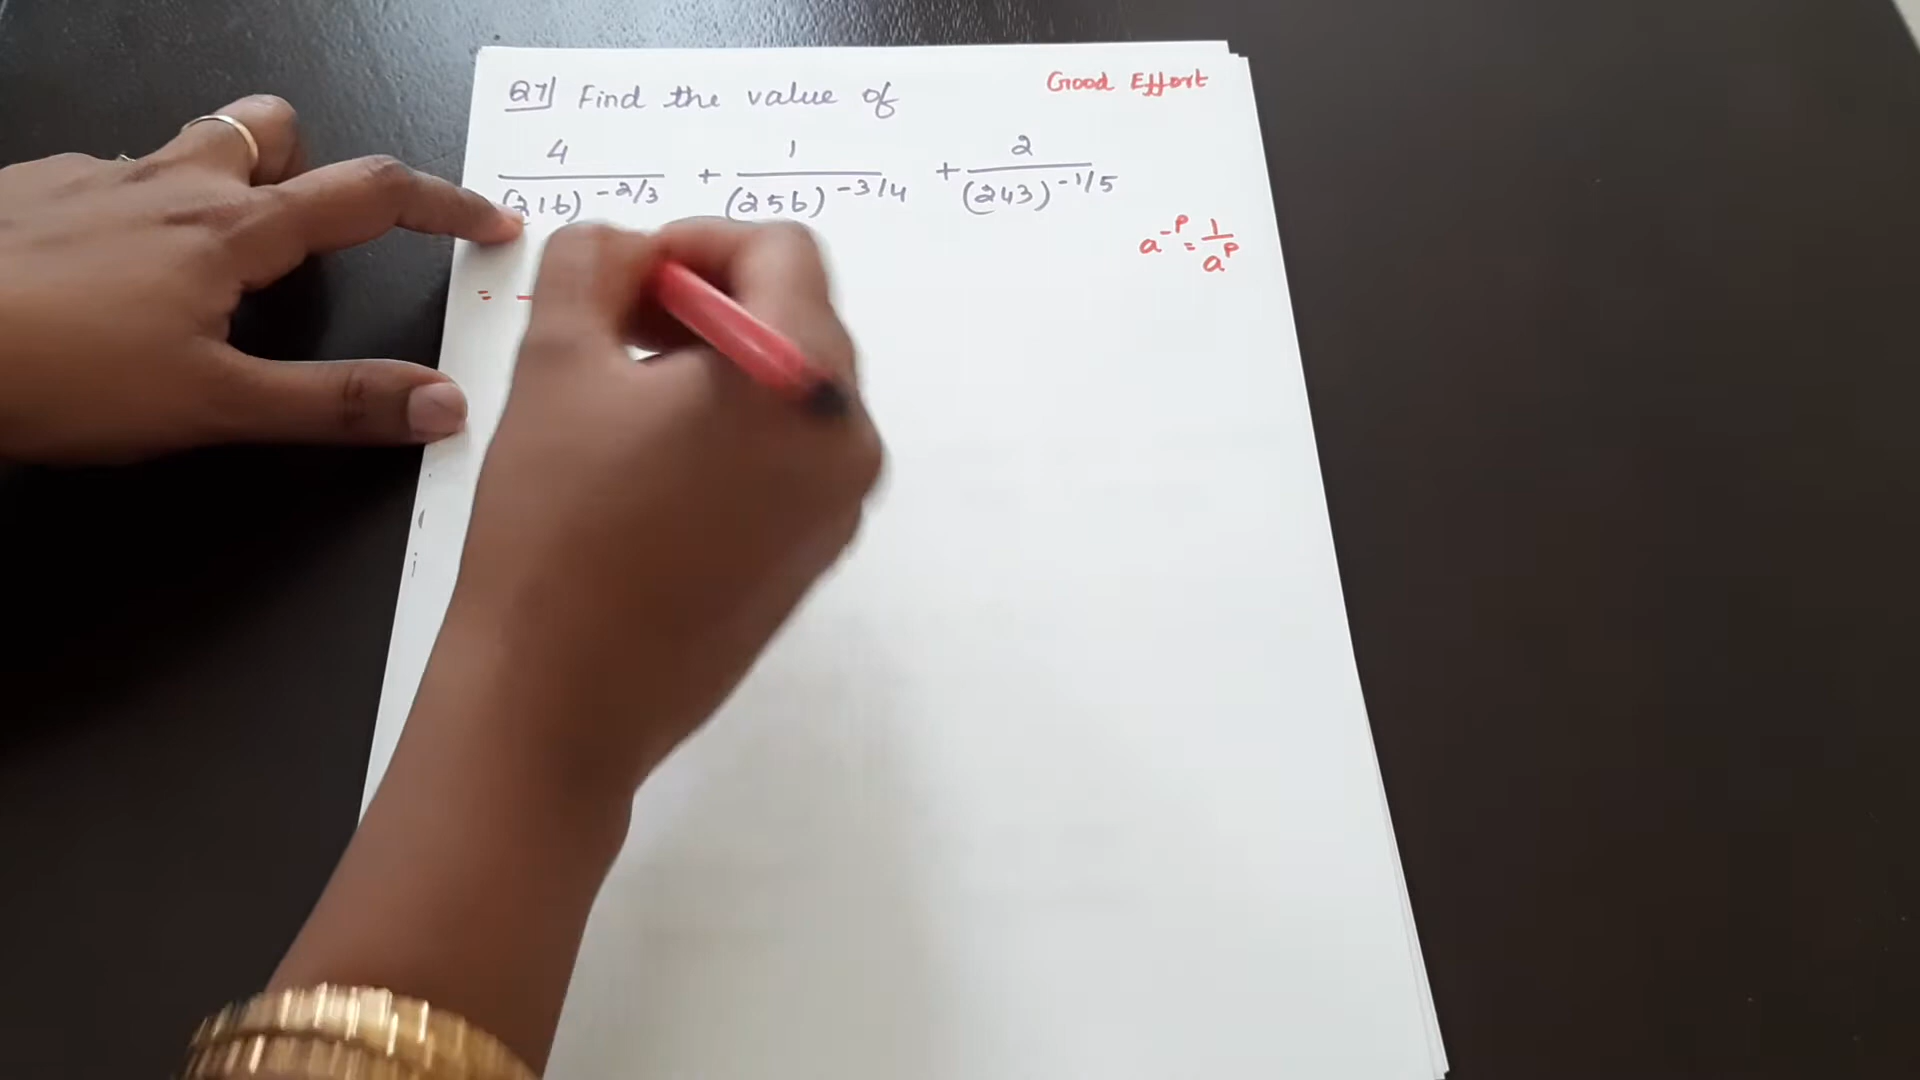 Q7 Find the value of Good Effort
4/(216)^-2/3 + 1/(256)^-3/4 + 2/(243)^-1/5
a^-p = 1/a^p
=